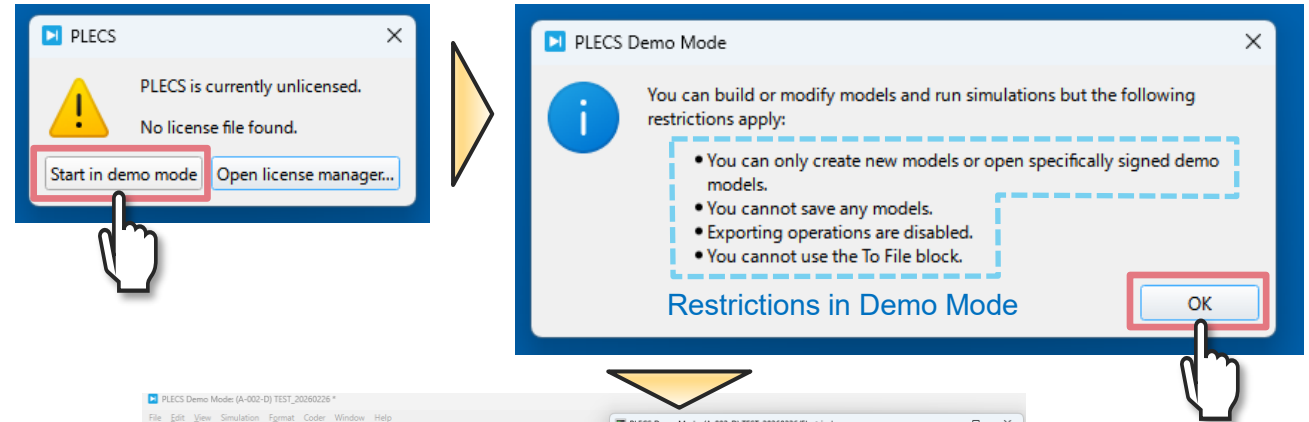 PLECS
PLECS is currently unlicensed.
No license file found.
Start in demo mode
Open license manager...
PLECS Demo Mode
You can build or modify models and run simulations but the following
restrictions apply:
• You can only create new models or open specifically signed demo
models.
• You cannot save any models.
• Exporting operations are disabled.
• You cannot use the To File block.
Restrictions in Demo Mode
OK
PLECS Demo Mode: (A-002-D) TEST_20260226 *
File Edit View Simulation Format Coder Window Help